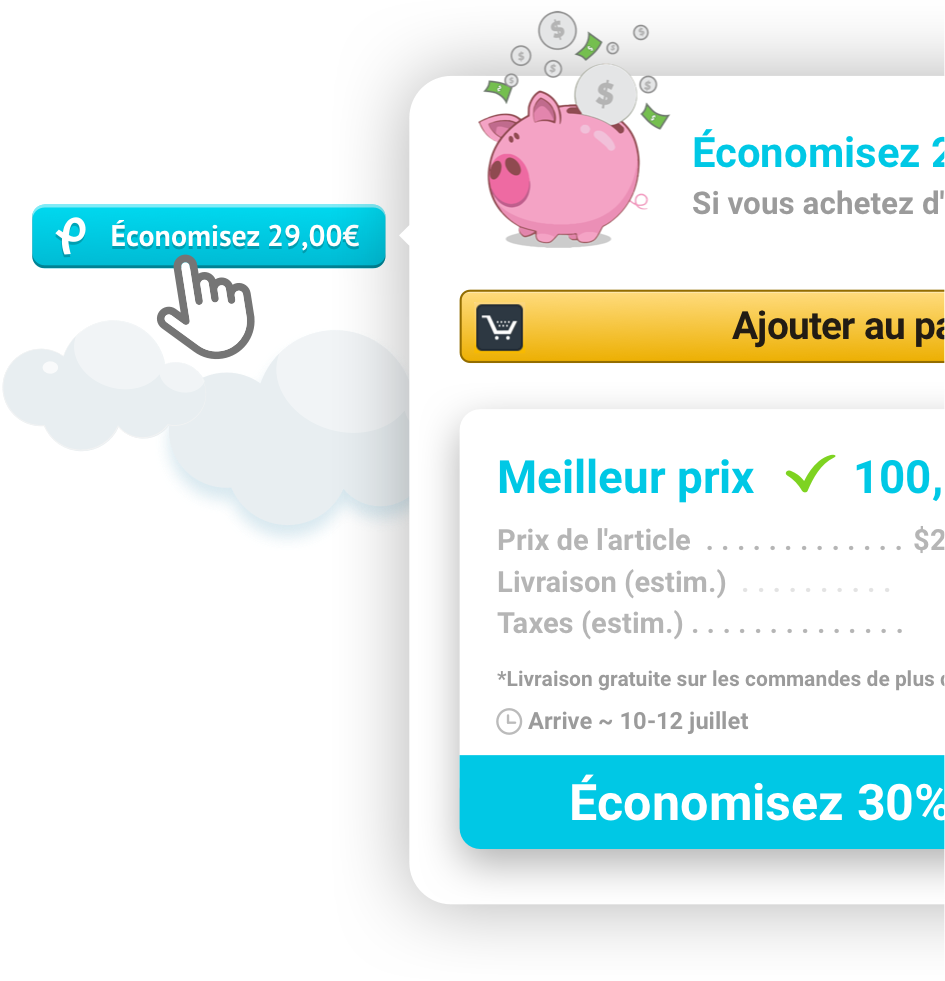 Économisez 2
Si vous achetez d'
Économisez 29,00€
Ajouter au pa
Meilleur prix 100,
Prix de l'article . . . . . . . . . . . . . $2
Livraison (estim.) . . . . . . . . . .
Taxes (estim.) . . . . . . . . . . . . . .
*Livraison gratuite sur les commandes de plus
Arrive ~ 10-12 juillet
Économisez 30%